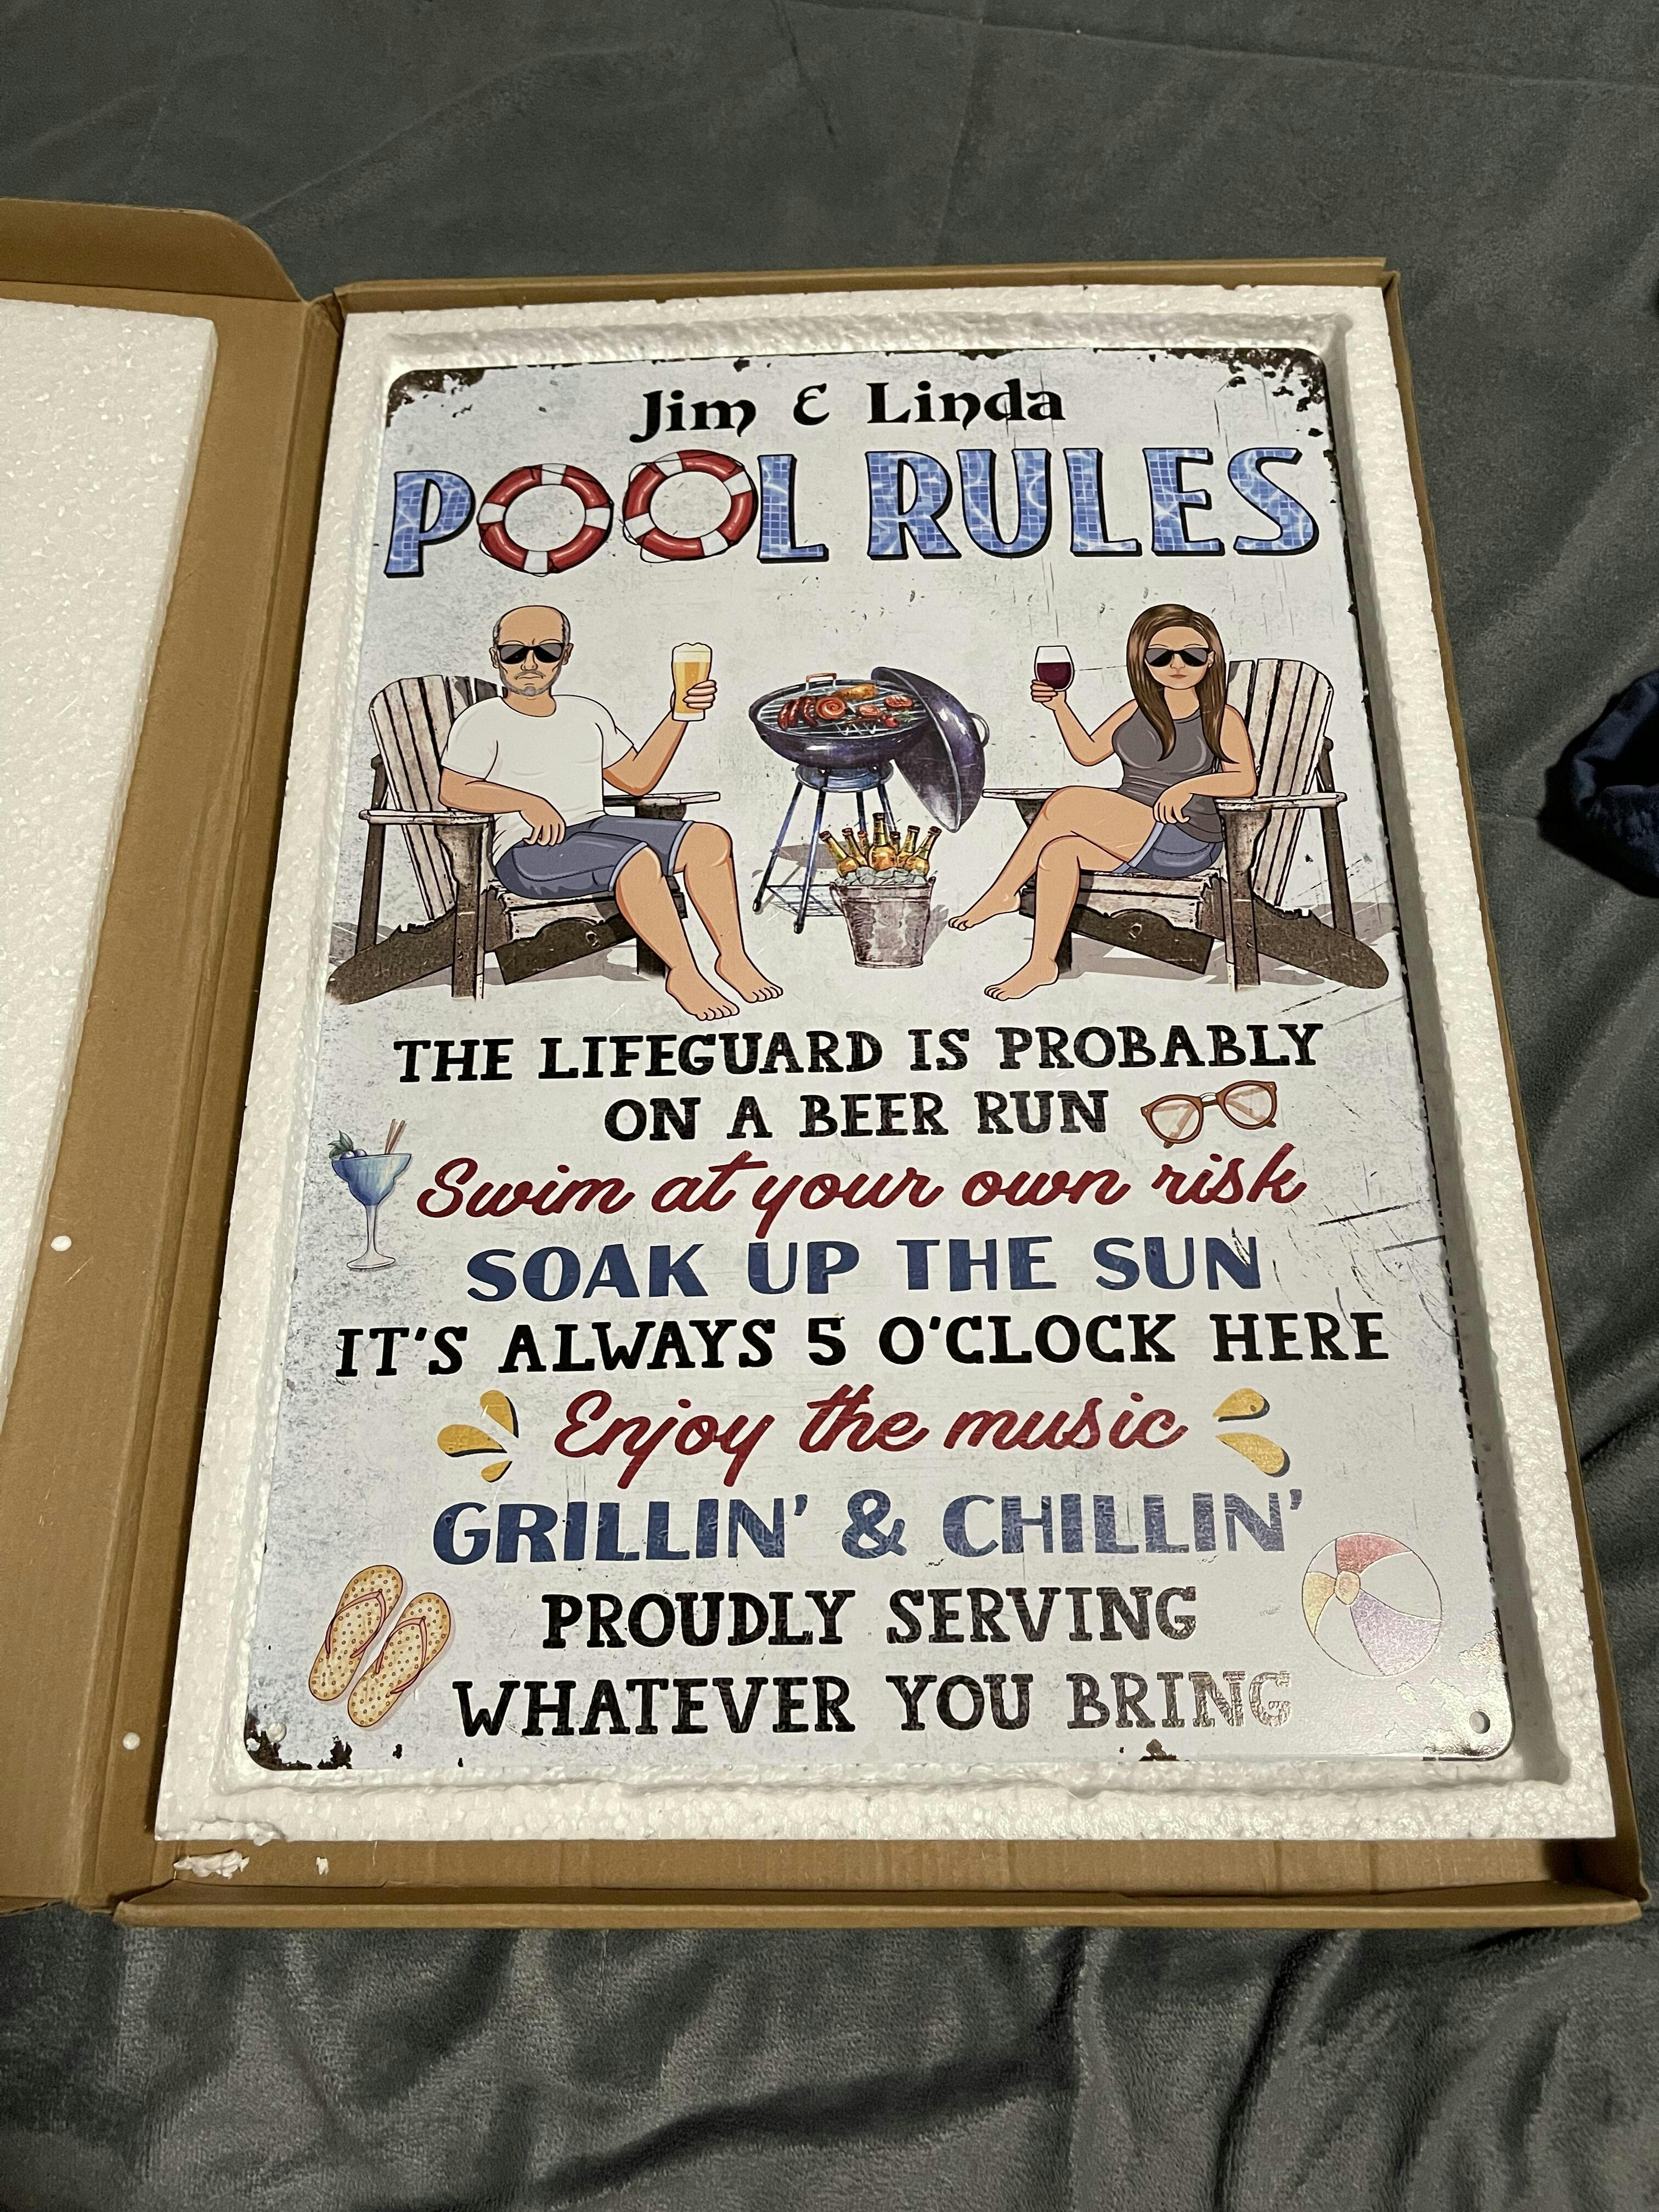 Jim & Linda
POOL RULES
THE LIFEGUARD IS PROBABLY
ON A BEER RUN
Swim at your own risk
SOAK UP THE SUN
IT'S ALWAYS 5 O'CLOCK HERE
Enjoy the music
GRILLIN' & CHILLIN'
PROUDLY SERVING
WHATEVER YOU BRING